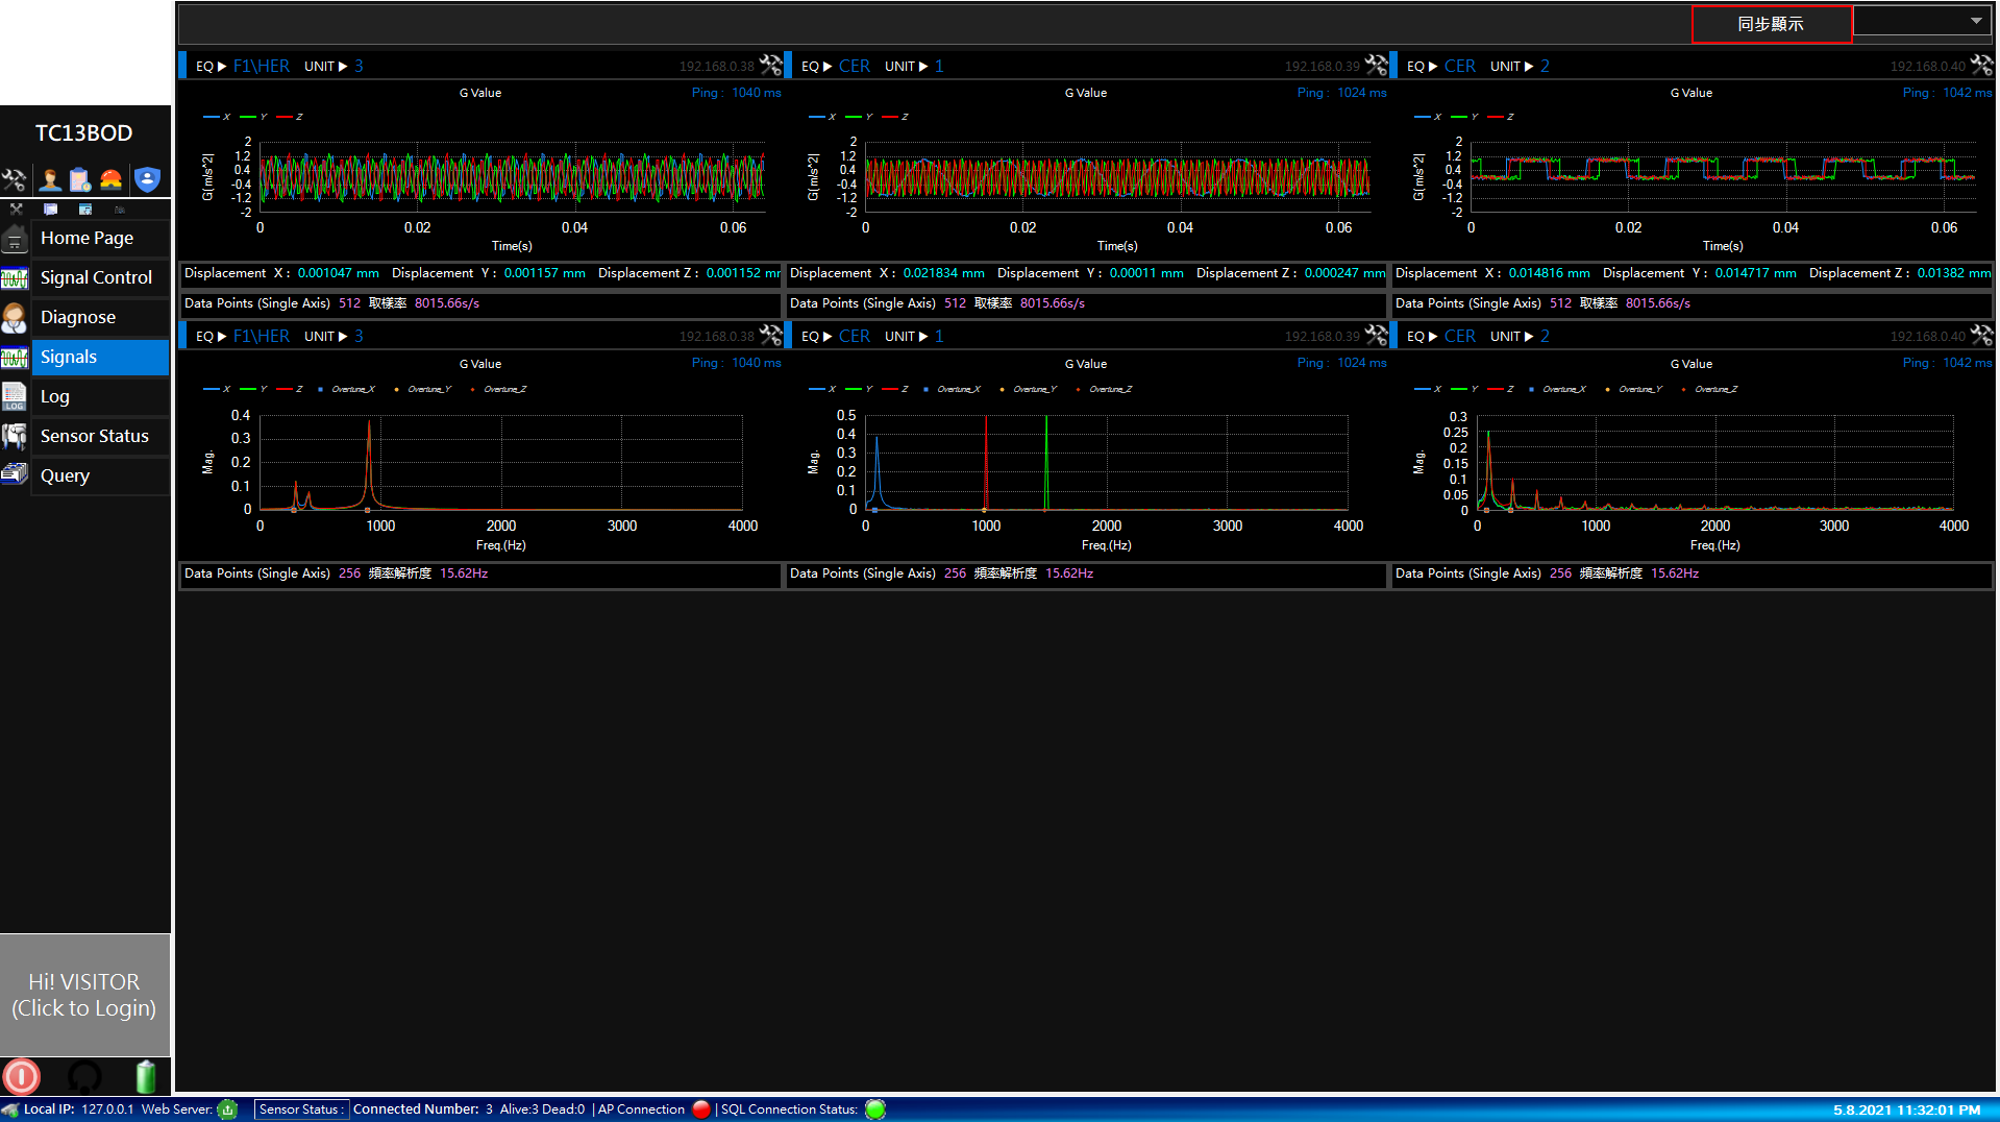 同步顯示
TC13BOD
Home Page
Signal Control
Diagnose
Signals
Log
Sensor Status
Query
Hi! VISITOR
(Click to Login)
EQ▶ F1\HER UNIT▶ 3 192.168.0.38
G Value Ping : 1040 ms
X Y Z
G(m/s^2)
2
1.2
0.4
-0.4
-1.2
-2
0 0.02 0.04 0.06
Time(s)
Displacement X : 0.001047 mm Displacement Y : 0.001157 mm Displacement Z : 0.001152 mm
Data Points (Single Axis) 512 取樣率 8015.66s/s
EQ▶ CER UNIT▶ 1 192.168.0.39
G Value Ping : 1024 ms
X Y Z
G(m/s^2)
2
1.2
0.4
-0.4
-1.2
-2
0 0.02 0.04 0.06
Time(s)
Displacement X : 0.021834 mm Displacement Y : 0.00011 mm Displacement Z : 0.000247 mm
Data Points (Single Axis) 512 取樣率 8015.66s/s
EQ▶ CER UNIT▶ 2 192.168.0.40
G Value Ping : 1042 ms
X Y Z
G(m/s^2)
2
1.2
0.4
-0.4
-1.2
-2
0 0.02 0.04 0.06
Time(s)
Displacement X : 0.014816 mm Displacement Y : 0.014717 mm Displacement Z : 0.01382 mm
Data Points (Single Axis) 512 取樣率 8015.66s/s
EQ▶ F1\HER UNIT▶ 3 192.168.0.38
G Value Ping : 1040 ms
X Y Z Overtune_X Overtune_Y Overtune_Z
Mag.
0.4
0.3
0.2
0.1
0
0 1000 2000 3000 4000
Freq.(Hz)
Data Points (Single Axis) 256 頻率解析度 15.62Hz
EQ▶ CER UNIT▶ 1 192.168.0.39
G Value Ping : 1024 ms
X Y Z Overtune_X Overtune_Y Overtune_Z
Mag.
0.5
0.4
0.3
0.2
0.1
0
0 1000 2000 3000 4000
Freq.(Hz)
Data Points (Single Axis) 256 頻率解析度 15.62Hz
EQ▶ CER UNIT▶ 2 192.168.0.40
G Value Ping : 1042 ms
X Y Z Overtune_X Overtune_Y Overtune_Z
Mag.
0.3
0.25
0.2
0.15
0.1
0.05
0
0 1000 2000 3000 4000
Freq.(Hz)
Data Points (Single Axis) 256 頻率解析度 15.62Hz
Local IP: 127.0.0.1 Web Server: Sensor Status : Connected Number: 3 Alive:3 Dead:0 | AP Connection | SQL Connection Status: 5.8.2021 11:32:01 PM